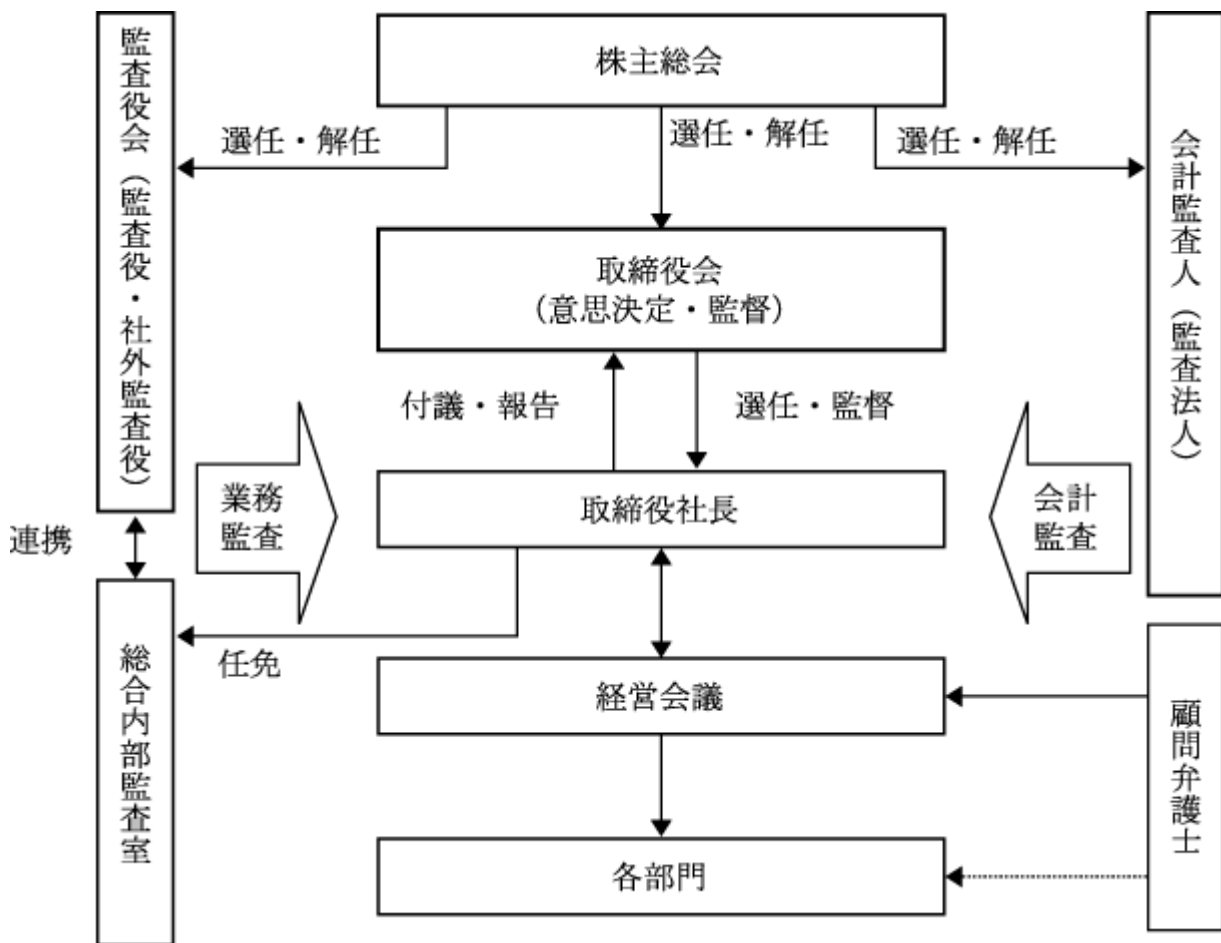 株主総会
監査役会（監査役・社外監査役）
会計監査人（監査法人）
選任・解任
選任・解任
選任・解任
取締役会
（意思決定・監督）
付議・報告
選任・監督
業務
監査
取締役社長
会計
監査
連携
任免
総合内部監査室
経営会議
顧問弁護士
各部門